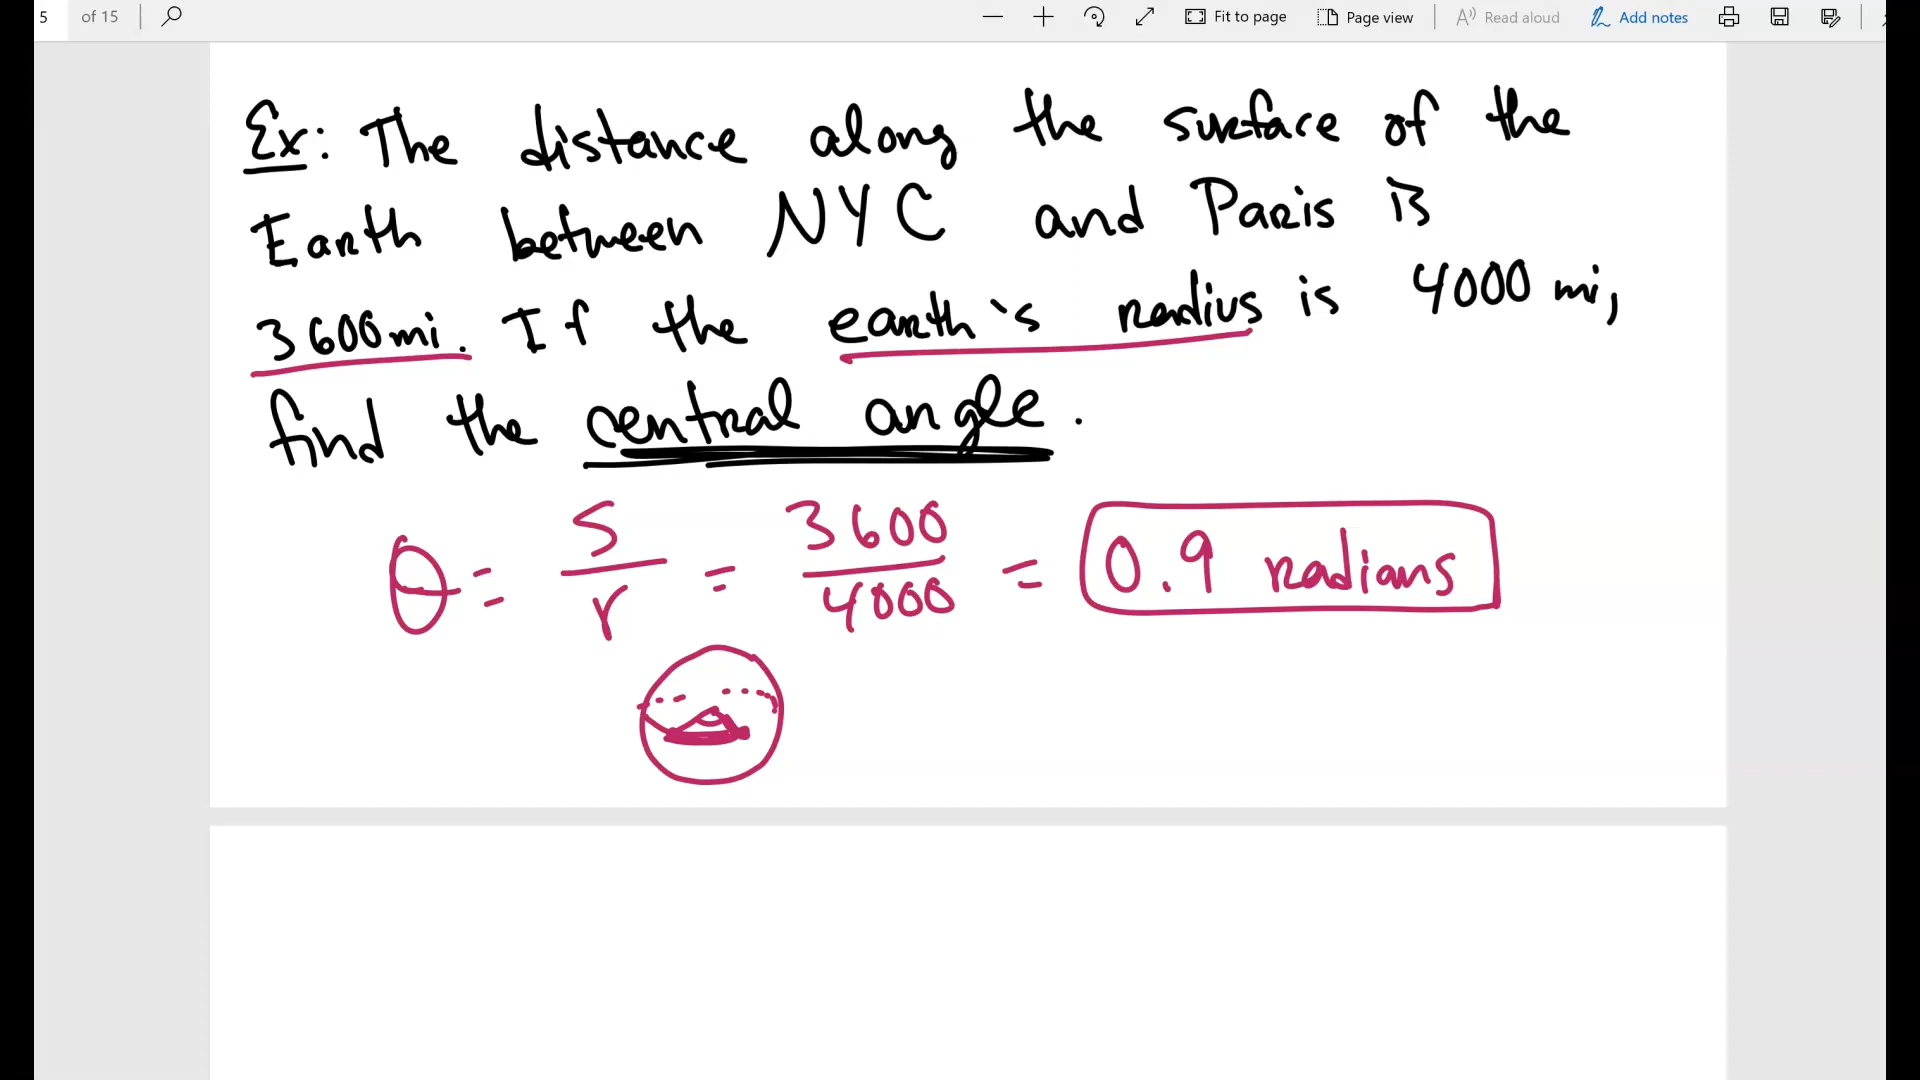 5 of 15 Fit to page Page view Read aloud Add notes
Ex: The distance along the surface of the
Earth between NYC and Paris is
3600mi. If the earth's radius is 4000 mi,
find the central angle.
θ = S/r = 3600/4000 = 0.9 radians